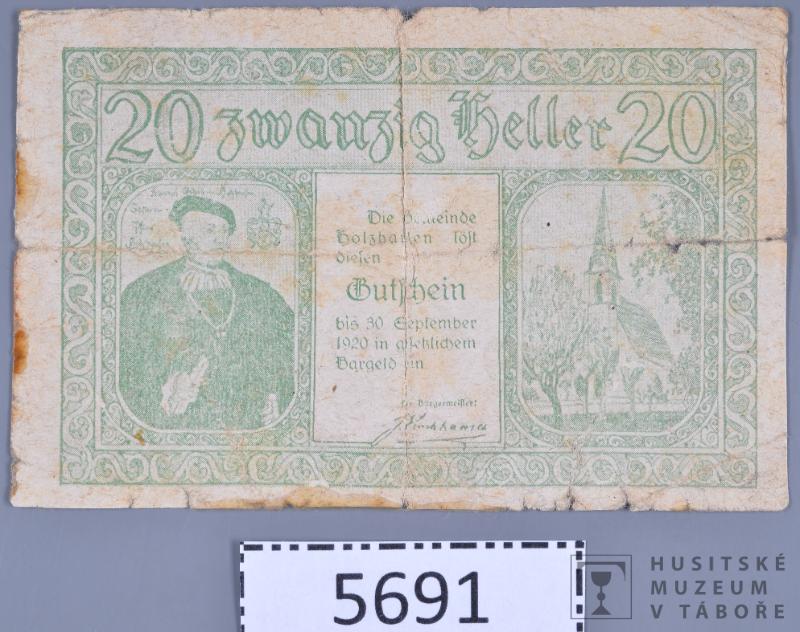 20 zwanzig Heller 20
Die Gemeinde
Holzhausen löst
diesen
Gutschein
bis 30 September
1920 in gsetzlichem
Bargeld ein
Der Bürgermeister:
5691
HUSITSKÉ
MUZEUM
V TÁBOŘE